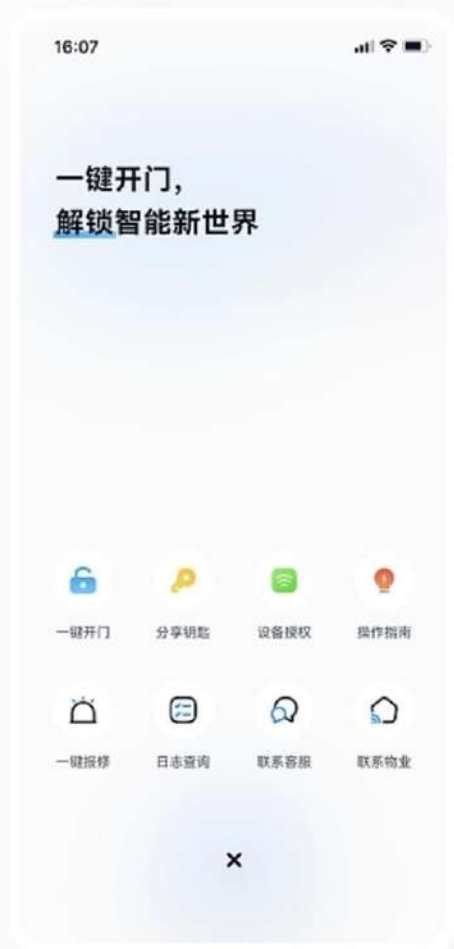 16:07
一键开门，
解锁智能新世界
一键开门 分享钥匙 设备授权 操作指南
一键报修 日志查询 联系客服 联系物业